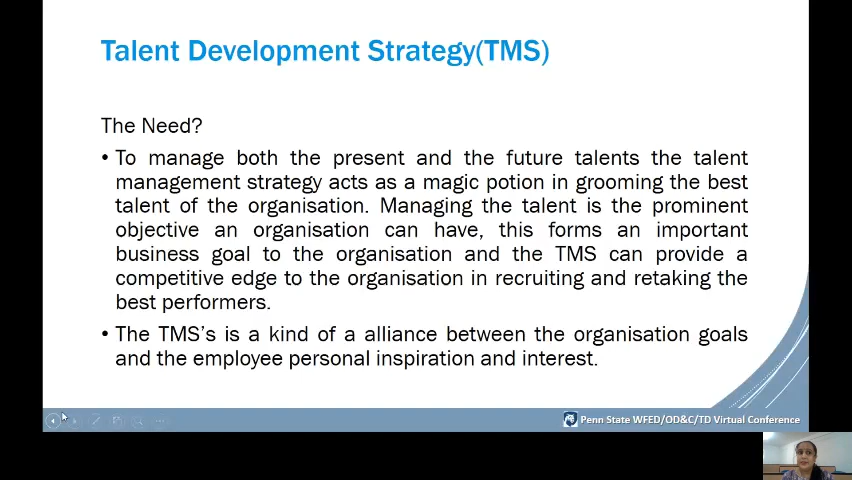 Talent Development Strategy(TMS)
The Need?
• To manage both the present and the future talents the talent
management strategy acts as a magic potion in grooming the best
talent of the organisation. Managing the talent is the prominent
objective an organisation can have, this forms an important
business goal to the organisation and the TMS can provide a
competitive edge to the organisation in recruiting and retaking the
best performers.
• The TMS's is a kind of a alliance between the organisation goals
and the employee personal inspiration and interest.
Penn State WFED/OD&C/TD Virtual Conference